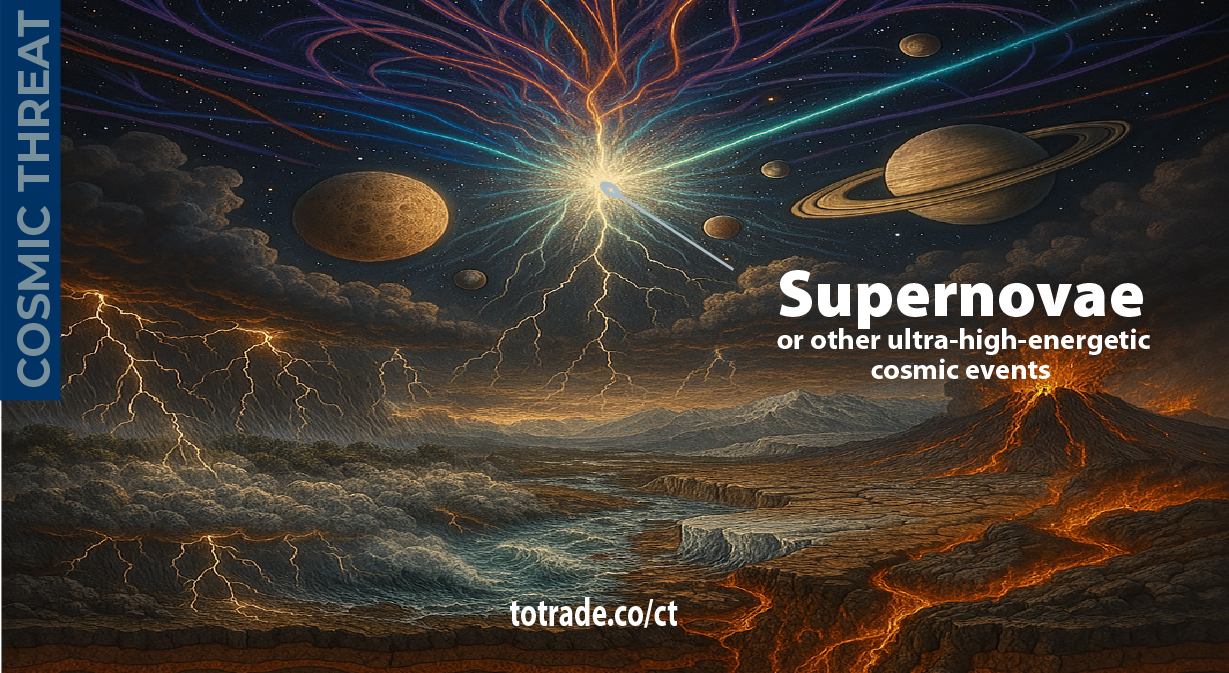 COSMIC THREAT
Supernovae
or other ultra-high-energetic
cosmic events
totrade.co/ct